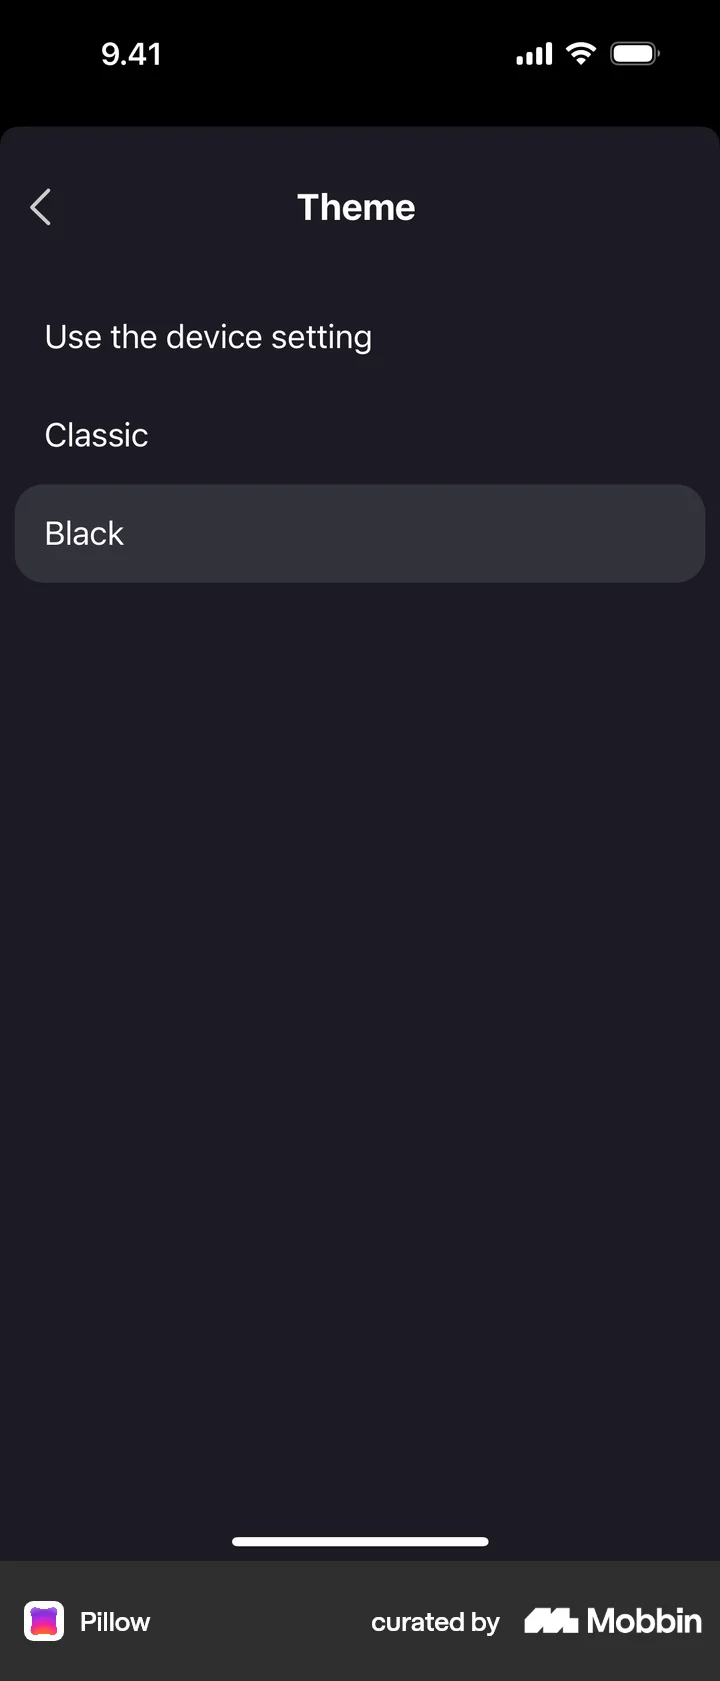 9.41
Theme
Use the device setting
Classic
Black
Pillow
curated by Mobbin